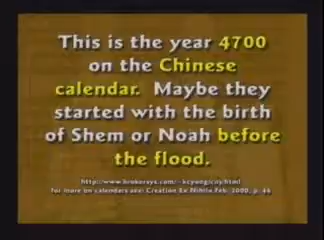 This is the year 4700
on the Chinese
calendar. Maybe they
started with the birth
of Shem or Noah before
the flood.
For more on calendars see: Creation Ex Nihilo Feb. 2000, p. 46